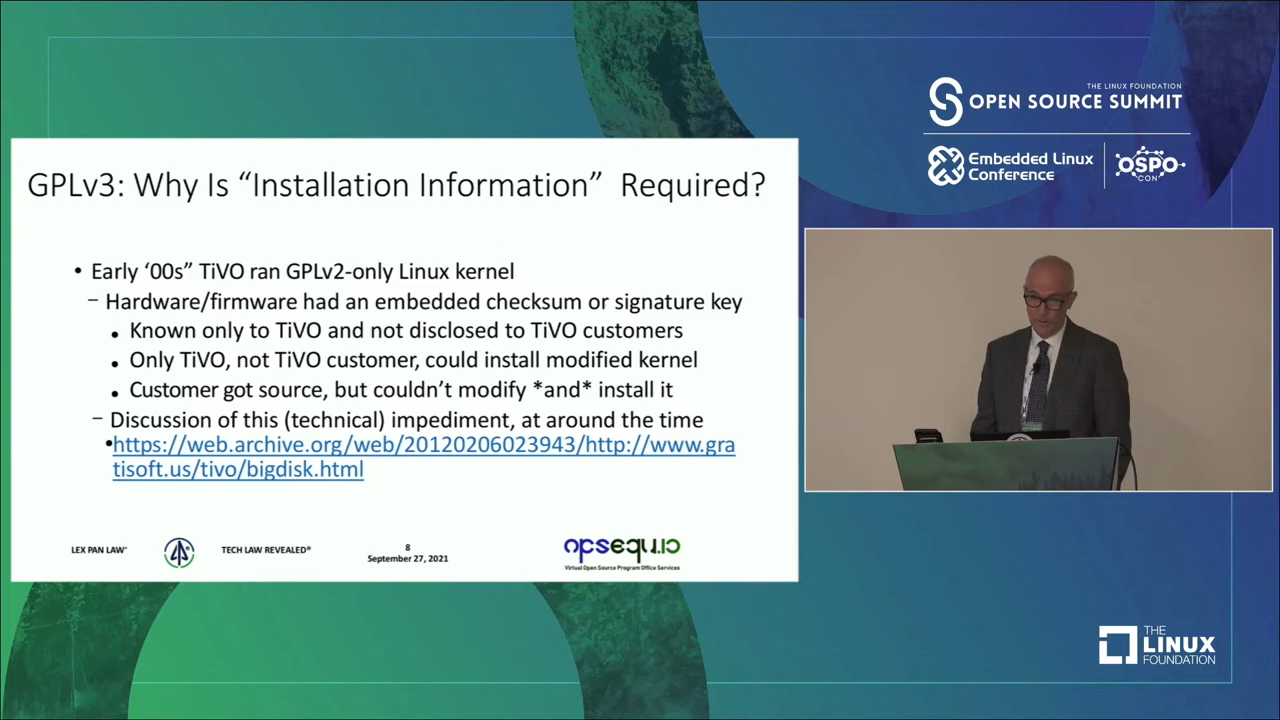 THE LINUX FOUNDATION
OPEN SOURCE SUMMIT
Embedded Linux
Conference
OSPO
CON
GPLv3: Why Is “Installation Information”  Required?
• Early ‘00s” TiVO ran GPLv2-only Linux kernel
– Hardware/firmware had an embedded checksum or signature key
• Known only to TiVO and not disclosed to TiVO customers
• Only TiVO, not TiVO customer, could install modified kernel
• Customer got source, but couldn’t modify *and* install it
– Discussion of this (technical) impediment, at around the time
•https://web.archive.org/web/20120206023943/http://www.gra
tisoft.us/tivo/bigdisk.html
LEX PAN LAW℠
TECH LAW REVEALED®
8
September 27, 2021
opsequ.io
Virtual Open Source Program Office Services
THE
LINUX
FOUNDATION